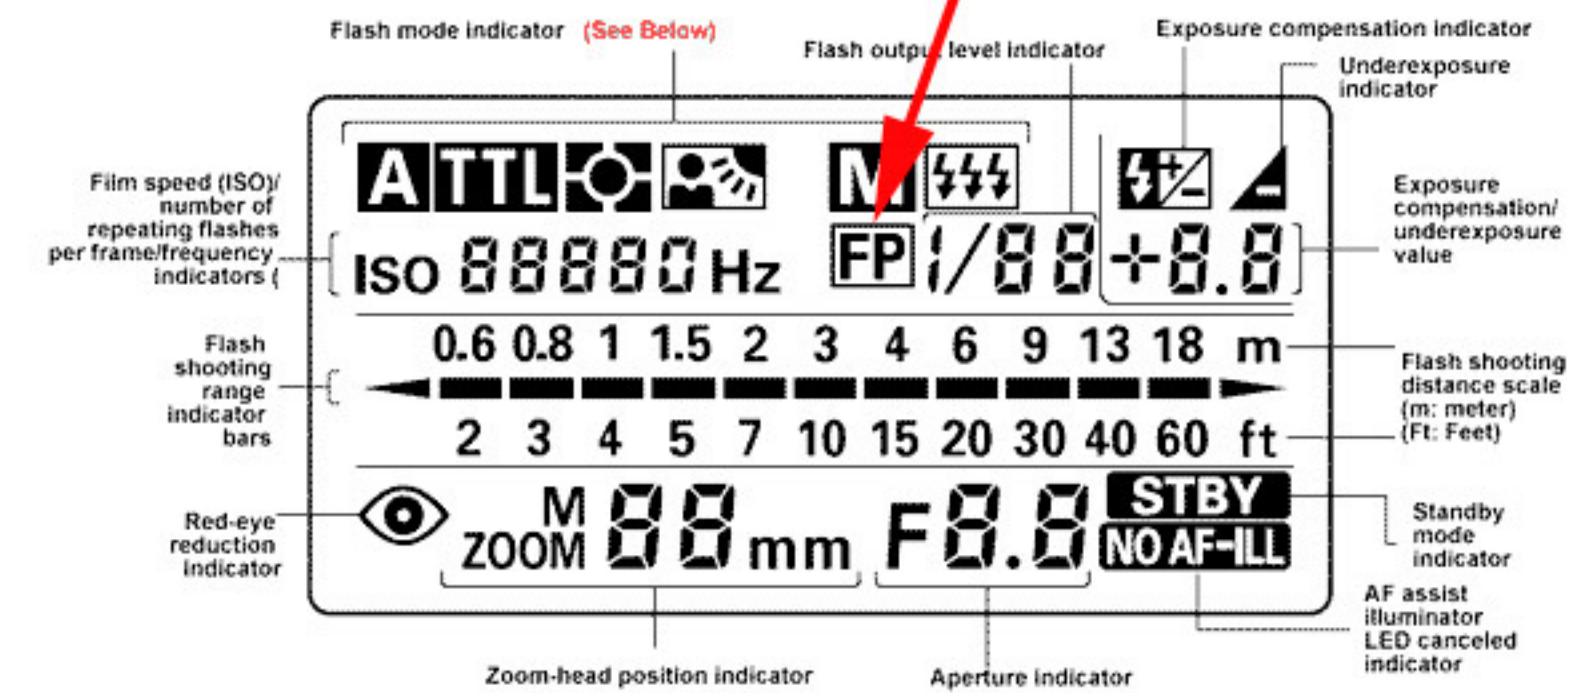 Flash mode indicator (See Below)
Flash output level indicator
Exposure compensation indicator
Underexposure
indicator
A TTL M
Film speed (ISO)/
number of
repeating flashes
per frame/frequency
indicators (
ISO 88880 Hz FP 1/88 +8.8
Exposure
compensation/
underexposure
value
Flash
shooting
range
indicator
bars
0.6 0.8 1 1.5 2 3 4 6 9 13 18 m
2 3 4 5 7 10 15 20 30 40 60 ft
Flash shooting
distance scale
(m: meter)
(Ft: Feet)
Red-eye
reduction
indicator
M
ZOOM 88 mm F8.8
STBY
NO AF-ILL
Standby
mode
indicator
AF assist
illuminator
LED canceled
indicator
Zoom-head position indicator
Aperture indicator